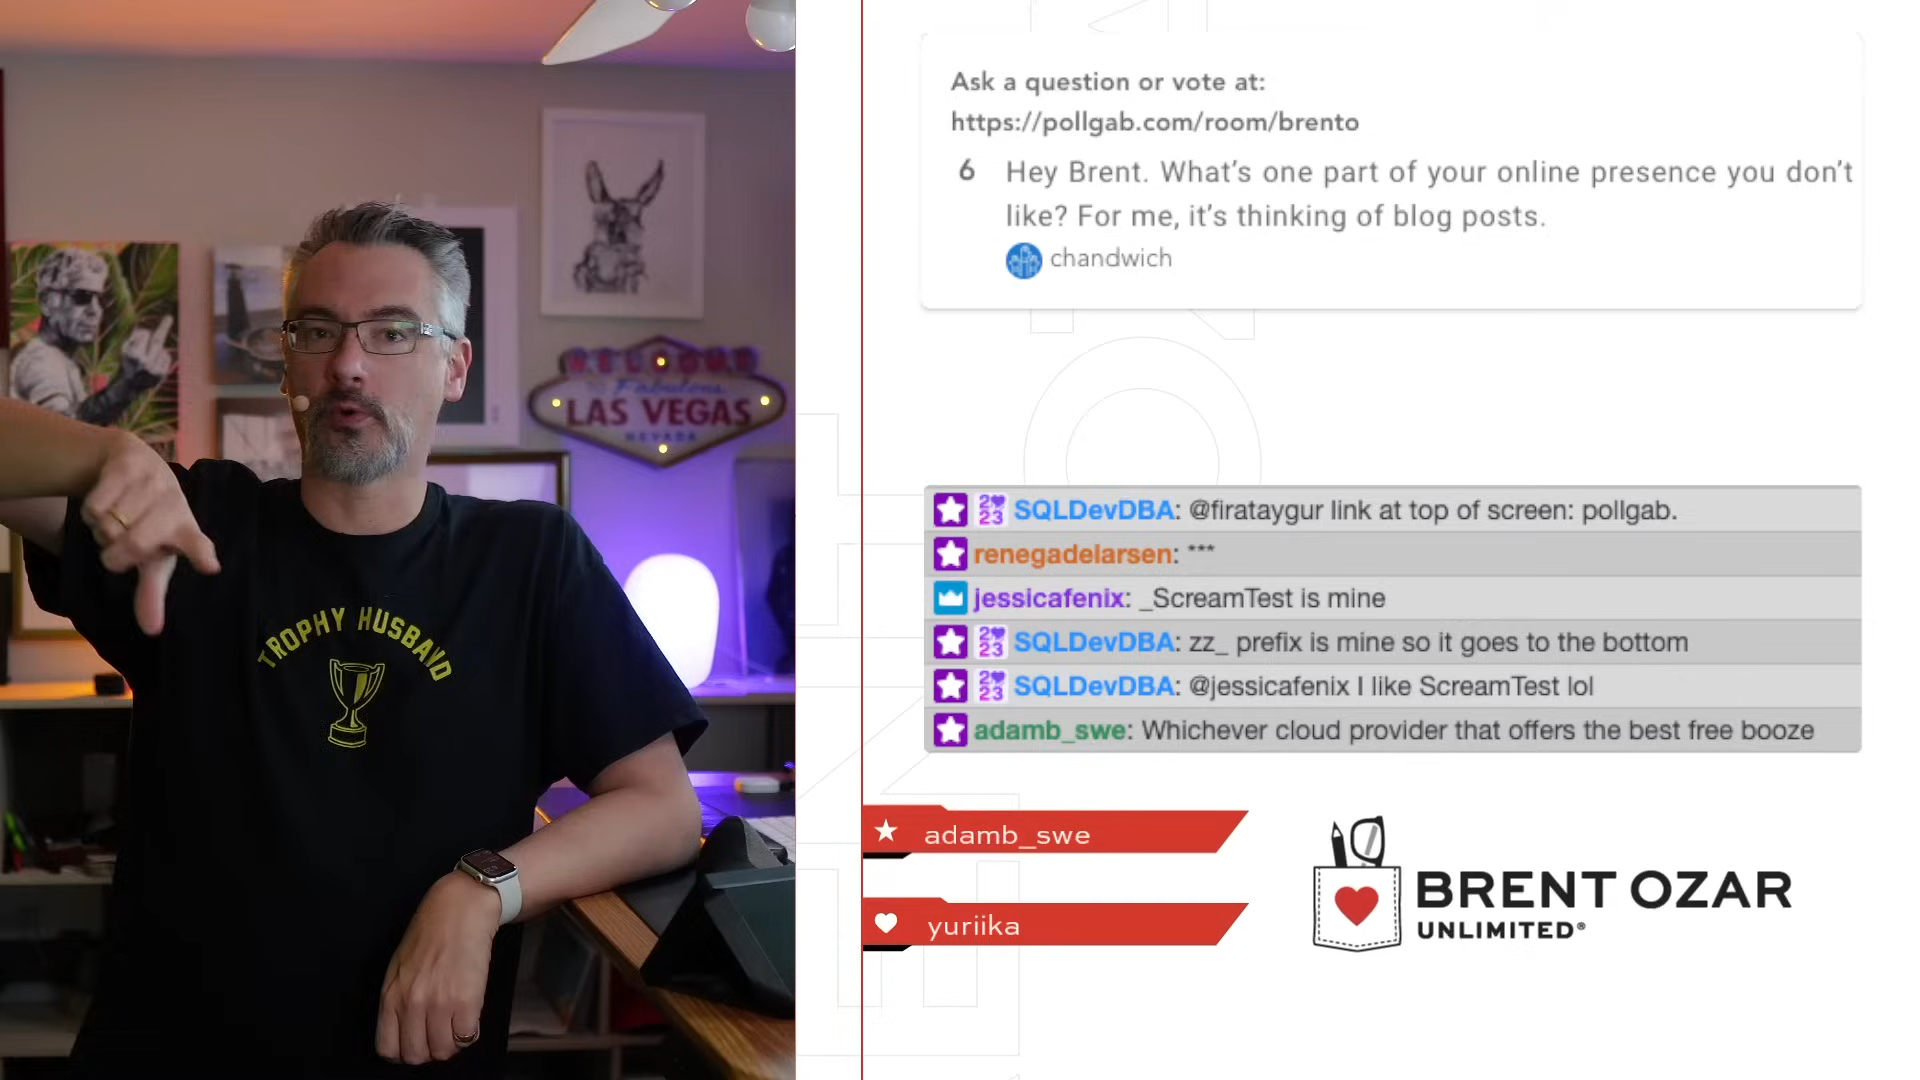 Ask a question or vote at:
https://pollgab.com/room/brento
6 Hey Brent. What's one part of your online presence you don't
like? For me, it's thinking of blog posts.
chandwich
WELCOME
Fabulous
LAS VEGAS
NEVADA
TROPHY HUSBAND
SQLDevDBA: @firataygur link at top of screen: pollgab.
renegadelarsen: ***
jessicafenix: _ScreamTest is mine
SQLDevDBA: zz_ prefix is mine so it goes to the bottom
SQLDevDBA: @jessicafenix I like ScreamTest lol
adamb_swe: Whichever cloud provider that offers the best free booze
adamb_swe
yuriika
BRENT OZAR
UNLIMITED®